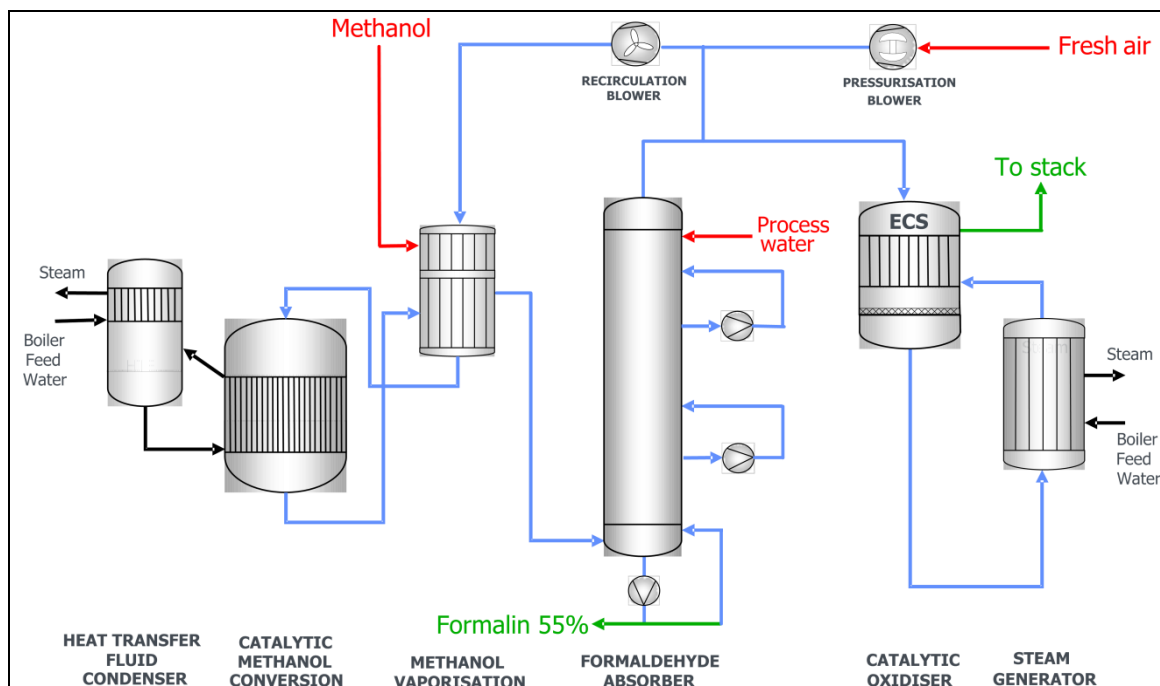 Methanol
Fresh air
RECIRCULATION
BLOWER
PRESSURISATION
BLOWER
To stack
ECS
Process
water
Steam
Boiler
Feed
Water
Steam
Boiler
Feed
Water
Formalin 55%
HEAT TRANSFER
FLUID
CONDENSER
CATALYTIC
METHANOL
CONVERSION
METHANOL
VAPORISATION
FORMALDEHYDE
ABSORBER
CATALYTIC
OXIDISER
STEAM
GENERATOR